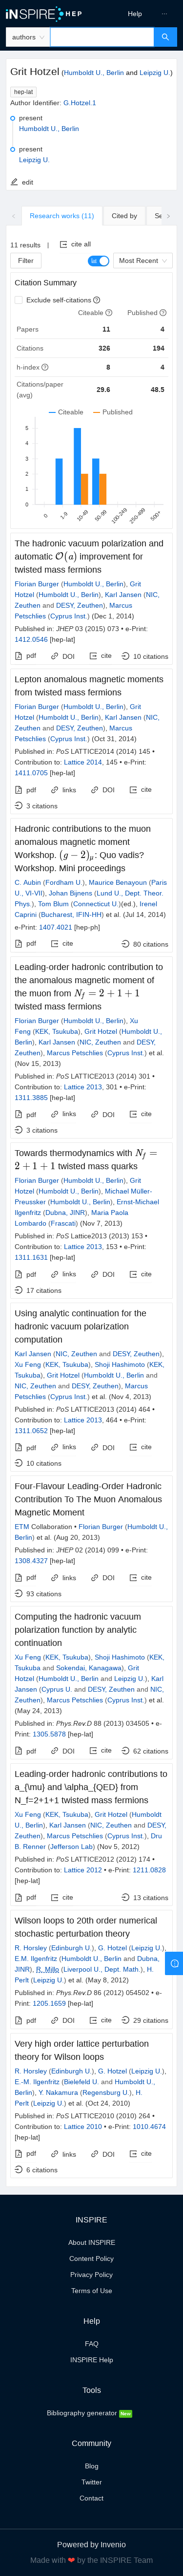 iNSPIRE HEP
Help
...
authors
Grit Hotzel (Humboldt U., Berlin and Leipzig U.)
hep-lat
Author Identifier: G.Hotzel.1
present
Humboldt U., Berlin
present
Leipzig U.
edit
Research works (11)
Cited by
Se
11 results | cite all
Filter
Most Recent
Citation Summary
Exclude self-citations
Citeable Published
Papers 11 4
Citations 326 194
h-index 8 4
Citations/paper (avg) 29.6 48.5
Citeable Published
5
4
3
2
1
0
0 1-9 10-49 50-99 100-249 250-499 500+
The hadronic vacuum polarization and automatic O(a) improvement for twisted mass fermions
Florian Burger (Humboldt U., Berlin), Grit Hotzel (Humboldt U., Berlin), Karl Jansen (NIC, Zeuthen and DESY, Zeuthen), Marcus Petschlies (Cyprus Inst.) (Dec 1, 2014)
Published in: JHEP 03 (2015) 073 • e-Print: 1412.0546 [hep-lat]
pdf DOI cite 10 citations
Lepton anomalous magnetic moments from twisted mass fermions
Florian Burger (Humboldt U., Berlin), Grit Hotzel (Humboldt U., Berlin), Karl Jansen (NIC, Zeuthen and DESY, Zeuthen), Marcus Petschlies (Cyprus Inst.) (Oct 31, 2014)
Published in: PoS LATTICE2014 (2014) 145 • Contribution to: Lattice 2014, 145 • e-Print: 1411.0705 [hep-lat]
pdf links DOI cite
3 citations
Hadronic contributions to the muon anomalous magnetic moment Workshop. (g − 2)μ: Quo vadis? Workshop. Mini proceedings
C. Aubin (Fordham U.), Maurice Benayoun (Paris U., VI-VII), Johan Bijnens (Lund U., Dept. Theor. Phys.), Tom Blum (Connecticut U.)(ed.), Irinel Caprini (Bucharest, IFIN-HH) et al. (Jul 14, 2014)
e-Print: 1407.4021 [hep-ph]
pdf cite 80 citations
Leading-order hadronic contribution to the anomalous magnetic moment of the muon from Nf = 2 + 1 + 1 twisted mass fermions
Florian Burger (Humboldt U., Berlin), Xu Feng (KEK, Tsukuba), Grit Hotzel (Humboldt U., Berlin), Karl Jansen (NIC, Zeuthen and DESY, Zeuthen), Marcus Petschlies (Cyprus Inst.) et al. (Nov 15, 2013)
Published in: PoS LATTICE2013 (2014) 301 • Contribution to: Lattice 2013, 301 • e-Print: 1311.3885 [hep-lat]
pdf links DOI cite
3 citations
Towards thermodynamics with Nf = 2 + 1 + 1 twisted mass quarks
Florian Burger (Humboldt U., Berlin), Grit Hotzel (Humboldt U., Berlin), Michael Müller-Preussker (Humboldt U., Berlin), Ernst-Michael Ilgenfritz (Dubna, JINR), Maria Paola Lombardo (Frascati) (Nov 7, 2013)
Published in: PoS Lattice2013 (2013) 153 • Contribution to: Lattice 2013, 153 • e-Print: 1311.1631 [hep-lat]
pdf links DOI cite
17 citations
Using analytic continuation for the hadronic vacuum polarization computation
Karl Jansen (NIC, Zeuthen and DESY, Zeuthen), Xu Feng (KEK, Tsukuba), Shoji Hashimoto (KEK, Tsukuba), Grit Hotzel (Humboldt U., Berlin and NIC, Zeuthen and DESY, Zeuthen), Marcus Petschlies (Cyprus Inst.) et al. (Nov 4, 2013)
Published in: PoS LATTICE2013 (2014) 464 • Contribution to: Lattice 2013, 464 • e-Print: 1311.0652 [hep-lat]
pdf links DOI cite
10 citations
Four-Flavour Leading-Order Hadronic Contribution To The Muon Anomalous Magnetic Moment
ETM Collaboration • Florian Burger (Humboldt U., Berlin) et al. (Aug 20, 2013)
Published in: JHEP 02 (2014) 099 • e-Print: 1308.4327 [hep-lat]
pdf links DOI cite
93 citations
Computing the hadronic vacuum polarization function by analytic continuation
Xu Feng (KEK, Tsukuba), Shoji Hashimoto (KEK, Tsukuba and Sokendai, Kanagawa), Grit Hotzel (Humboldt U., Berlin and Leipzig U.), Karl Jansen (Cyprus U. and DESY, Zeuthen and NIC, Zeuthen), Marcus Petschlies (Cyprus Inst.) et al. (May 24, 2013)
Published in: Phys.Rev.D 88 (2013) 034505 • e-Print: 1305.5878 [hep-lat]
pdf DOI cite 62 citations
Leading-order hadronic contributions to a_{\mu} and \alpha_{QED} from N_f=2+1+1 twisted mass fermions
Xu Feng (KEK, Tsukuba), Grit Hotzel (Humboldt U., Berlin), Karl Jansen (NIC, Zeuthen and DESY, Zeuthen), Marcus Petschlies (Cyprus Inst.), Dru B. Renner (Jefferson Lab) (Nov 5, 2012)
Published in: PoS LATTICE2012 (2012) 174 • Contribution to: Lattice 2012 • e-Print: 1211.0828 [hep-lat]
pdf cite 13 citations
Wilson loops to 20th order numerical stochastic perturbation theory
R. Horsley (Edinburgh U.), G. Hotzel (Leipzig U.), E.M. Ilgenfritz (Humboldt U., Berlin and Dubna, JINR), R. Millo (Liverpool U., Dept. Math.), H. Perlt (Leipzig U.) et al. (May 8, 2012)
Published in: Phys.Rev.D 86 (2012) 054502 • e-Print: 1205.1659 [hep-lat]
pdf DOI cite 29 citations
Very high order lattice perturbation theory for Wilson loops
R. Horsley (Edinburgh U.), G. Hotzel (Leipzig U.), E.-M. Ilgenfritz (Bielefeld U. and Humboldt U., Berlin), Y. Nakamura (Regensburg U.), H. Perlt (Leipzig U.) et al. (Oct 2010)
Published in: PoS LATTICE2010 (2010) 264 • Contribution to: Lattice 2010 • e-Print: 1010.4674 [hep-lat]
pdf links DOI cite
6 citations
INSPIRE
About INSPIRE
Content Policy
Privacy Policy
Terms of Use
Help
FAQ
INSPIRE Help
Tools
Bibliography generator New
Community
Blog
Twitter
Contact
Powered by Invenio
Made with ❤ by the INSPIRE Team